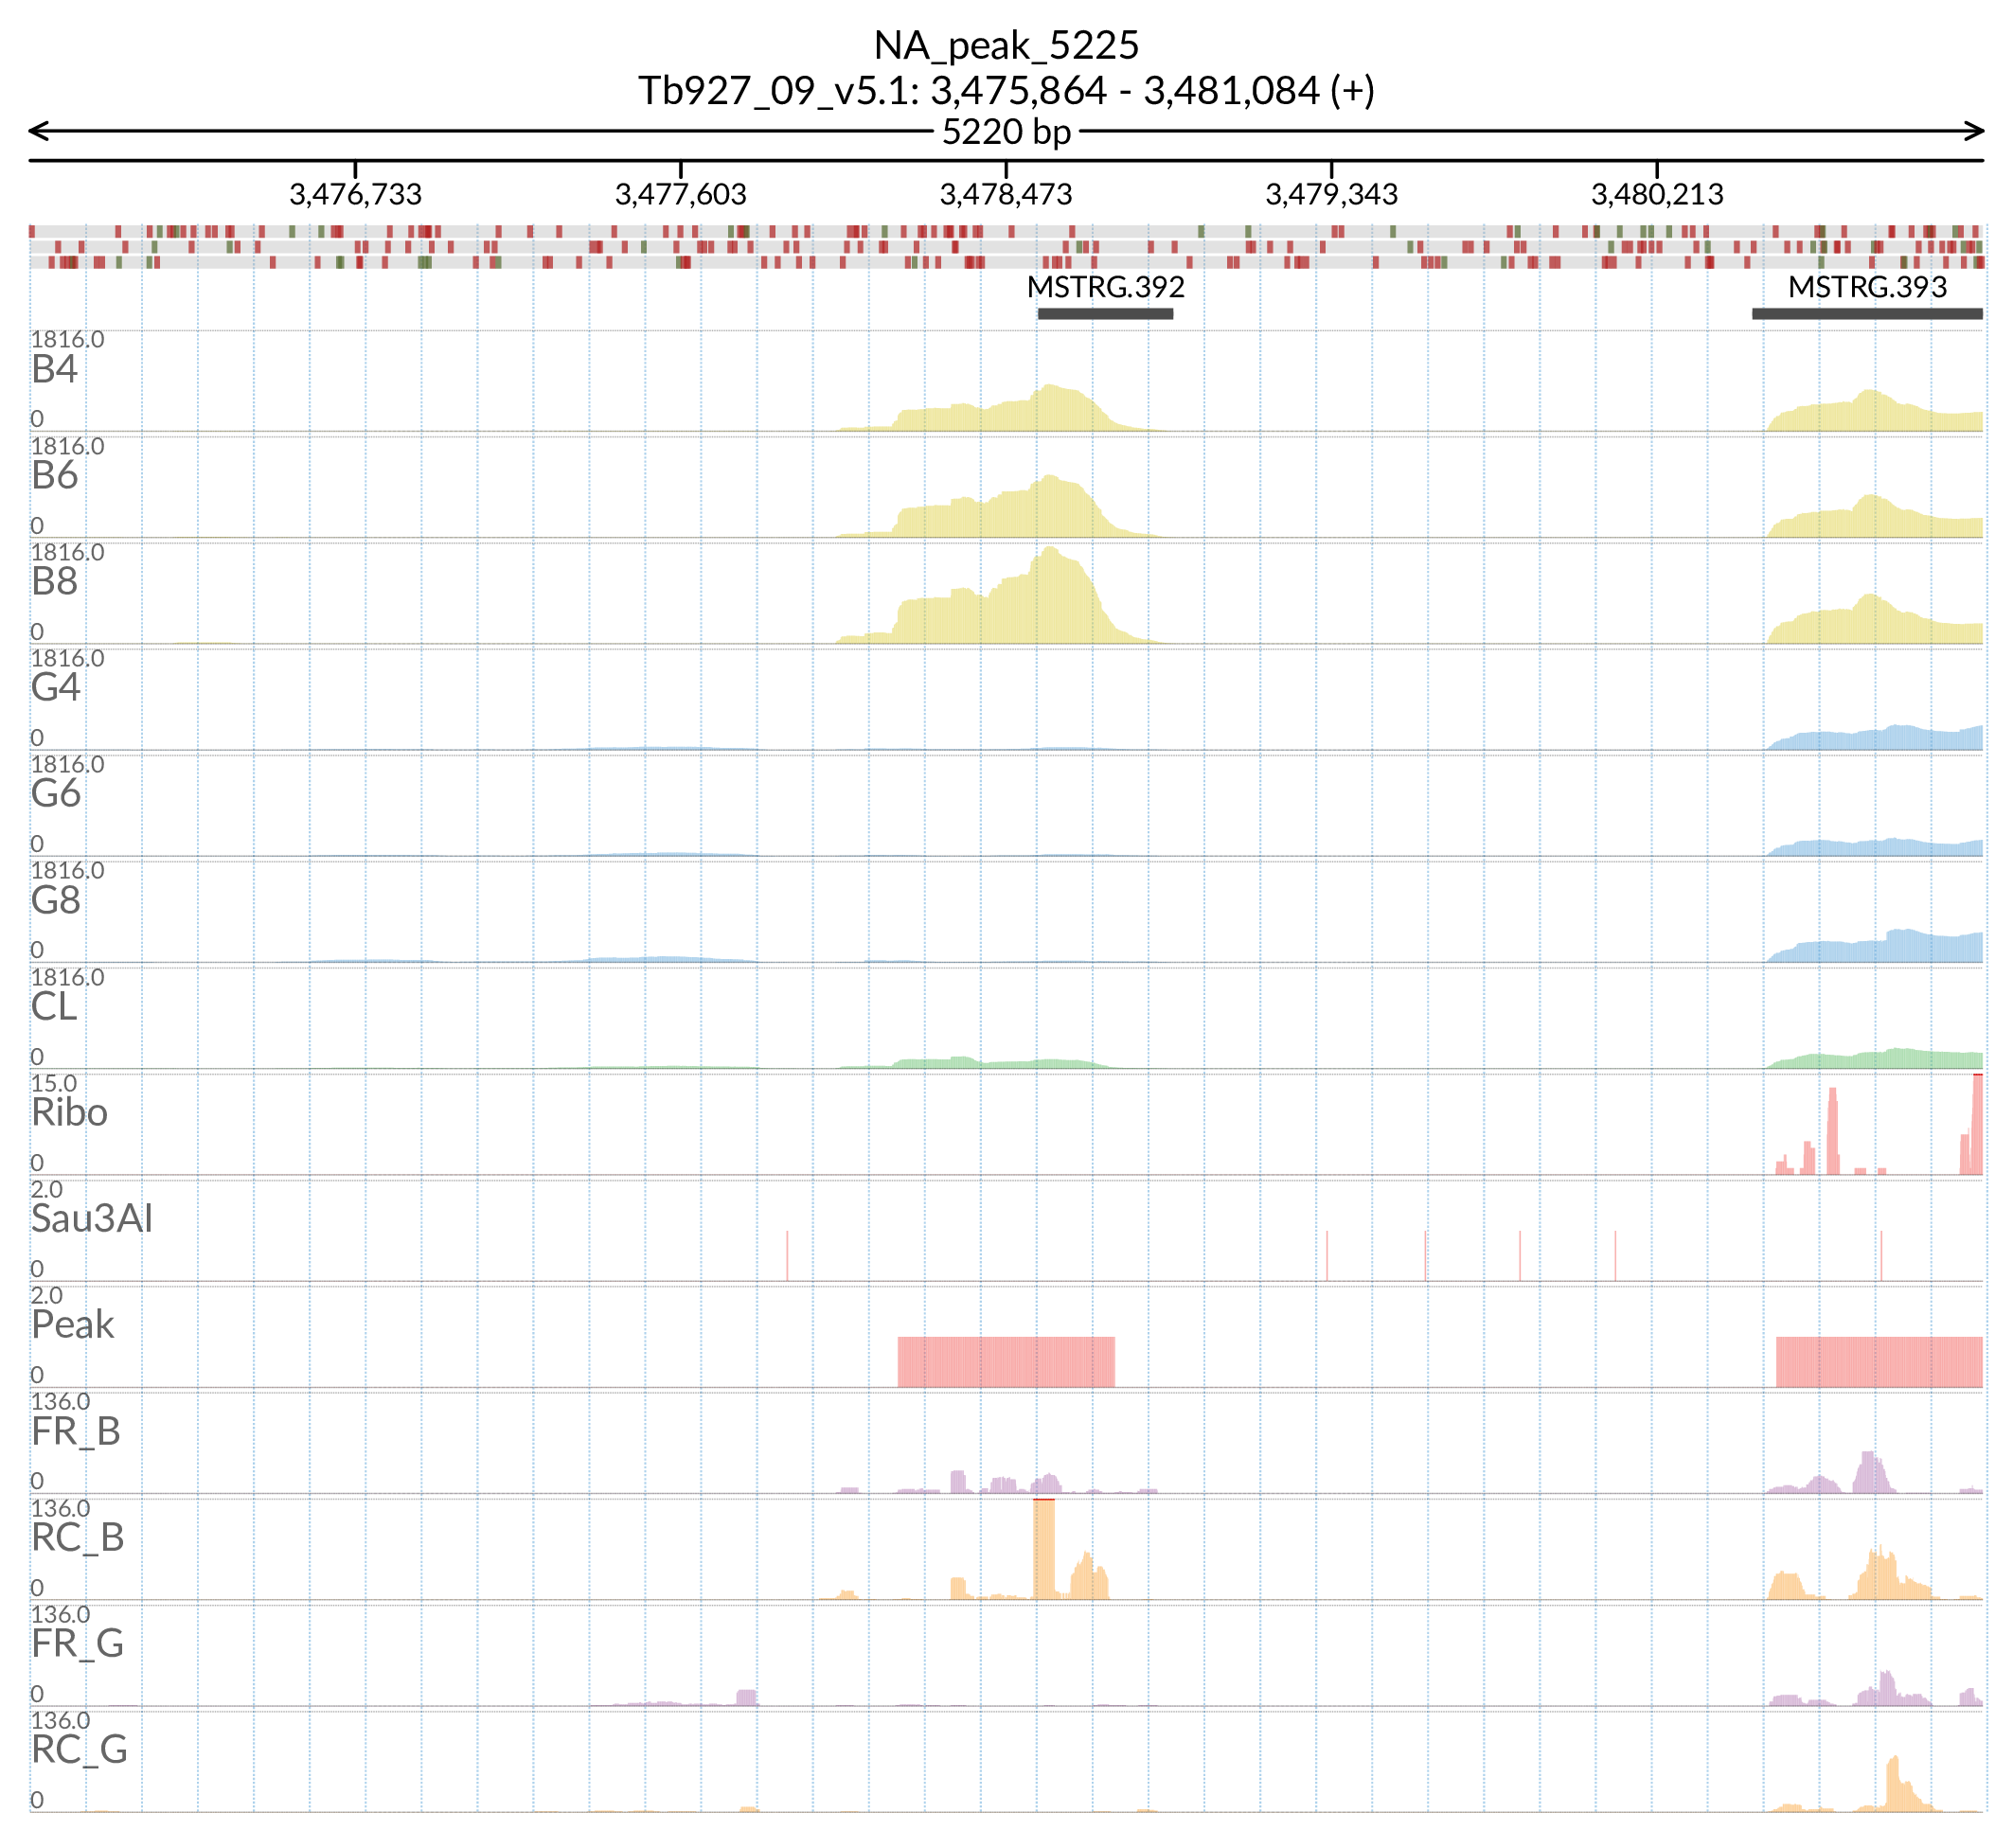 NA_peak_5225
Tb927_09_v5.1: 3,475,864 - 3,481,084 (+)
5220 bp
3,476,733 3,477,603 3,478,473 3,479,343 3,480,213
MSTRG.392 MSTRG.393
1816.0
B4
0
1816.0
B6
0
1816.0
B8
0
1816.0
G4
0
1816.0
G6
0
1816.0
G8
0
1816.0
CL
0
15.0
Ribo
0
2.0
Sau3AI
0
2.0
Peak
0
136.0
FR_B
0
136.0
RC_B
0
136.0
FR_G
0
136.0
RC_G
0